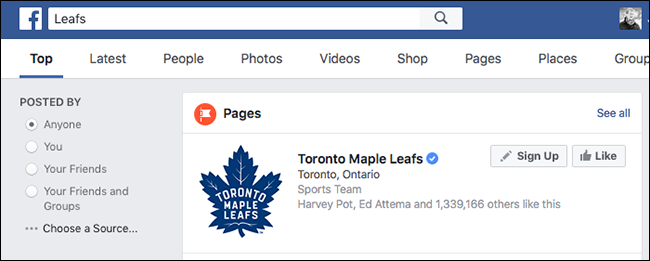 f
Leafs
Top Latest People Photos Videos Shop Pages Places Group
POSTED BY
Anyone
You
Your Friends
Your Friends and
Groups
Choose a Source...
Pages See all
TORONTO
MAPLE
LEAFS
Toronto Maple Leafs
Toronto, Ontario
Sports Team
Harvey Pot, Ed Attema and 1,339,166 others like this
Sign Up Like